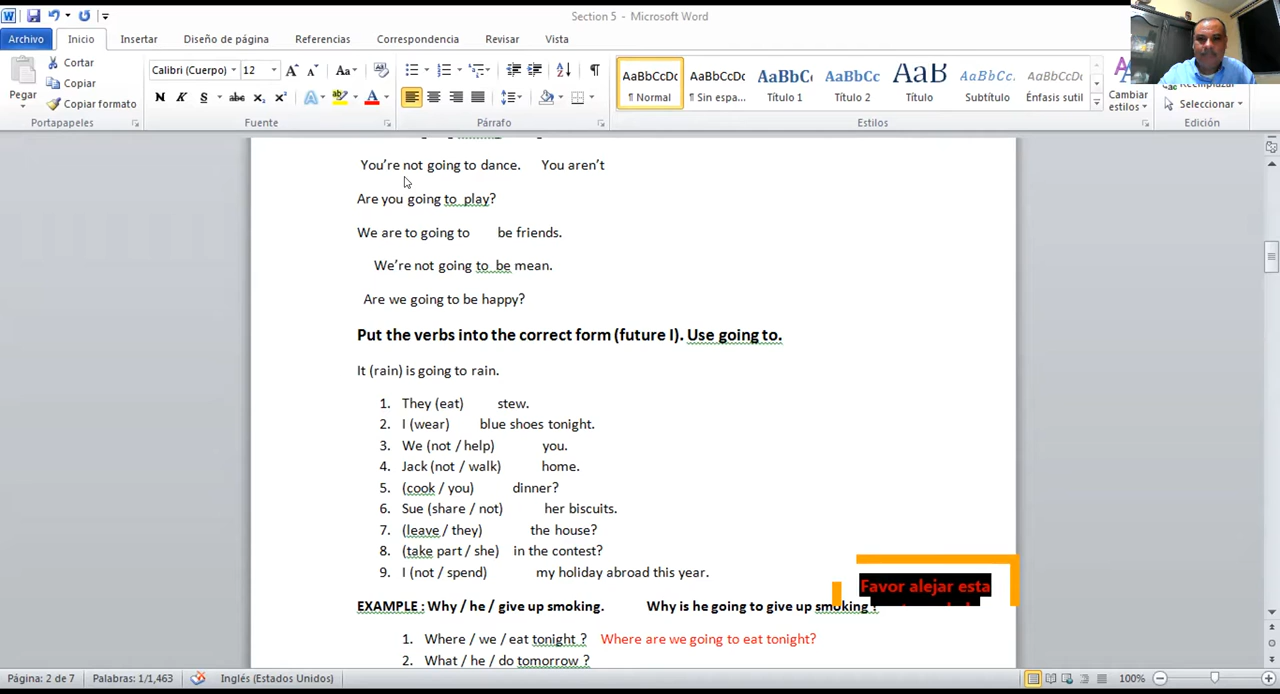 Section 5 - Microsoft Word
Archivo Inicio Insertar Diseño de página Referencias Correspondencia Revisar Vista
Cortar
Copiar
Copiar formato
Pegar
Portapapeles
Calibri (Cuerpo) 12
N K S abc x₂ x²
Fuente
Párrafo
AaBbCcDc AaBbCcDc AaBbC AaBbCc AaB AaBbCc. AaBbCcDc
¶ Normal ¶ Sin espa... Título 1 Título 2 Título Subtítulo Énfasis sutil
Cambiar estilos
Estilos
Seleccionar
Edición
You’re not going to dance. You aren’t
Are you going to play?
We are to going to be friends.
We’re not going to be mean.
Are we going to be happy?
Put the verbs into the correct form (future I). Use going to.
It (rain) is going to rain.
1. They (eat) stew.
2. I (wear) blue shoes tonight.
3. We (not / help) you.
4. Jack (not / walk) home.
5. (cook / you) dinner?
6. Sue (share / not) her biscuits.
7. (leave / they) the house?
8. (take part / she) in the contest?
9. I (not / spend) my holiday abroad this year.
Favor alejar esta
EXAMPLE : Why / he / give up smoking. Why is he going to give up smoking ?
1. Where / we / eat tonight ? Where are we going to eat tonight?
2. What / he / do tomorrow ?
Página: 2 de 7 Palabras: 1/1,463 Inglés (Estados Unidos) 100%